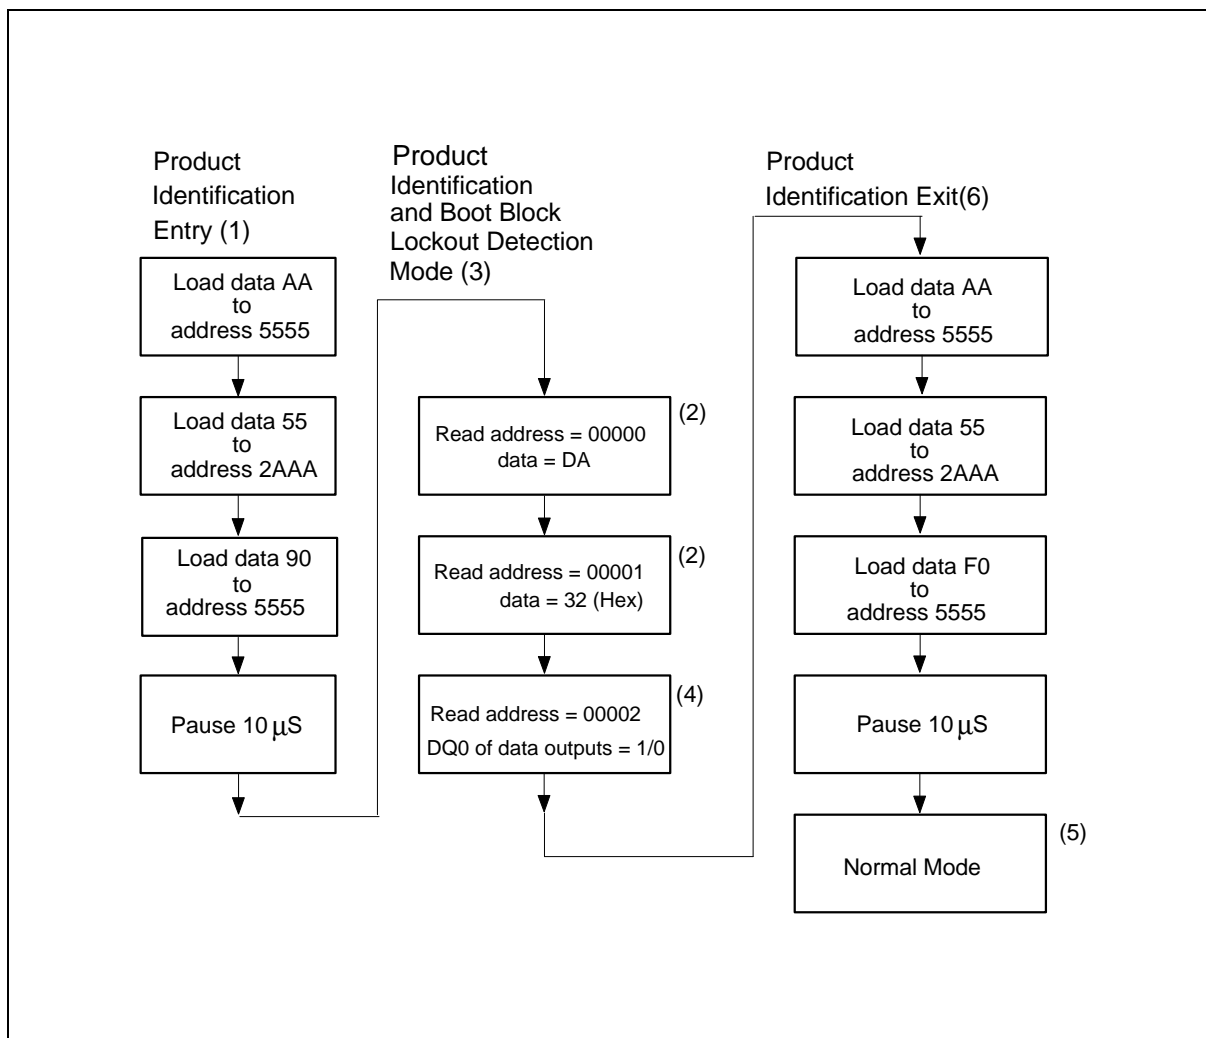 Product
Identification
Entry (1)
Load data AA
to
address 5555
Load data 55
to
address 2AAA
Load data 90
to
address 5555
Pause 10 μS
Product
Identification
and Boot Block
Lockout Detection
Mode (3)
Read address = 00000
data = DA
(2)
Read address = 00001
data = 32 (Hex)
(2)
Read address = 00002
DQ0 of data outputs = 1/0
(4)
Product
Identification Exit(6)
Load data AA
to
address 5555
Load data 55
to
address 2AAA
Load data F0
to
address 5555
Pause 10 μS
Normal Mode
(5)